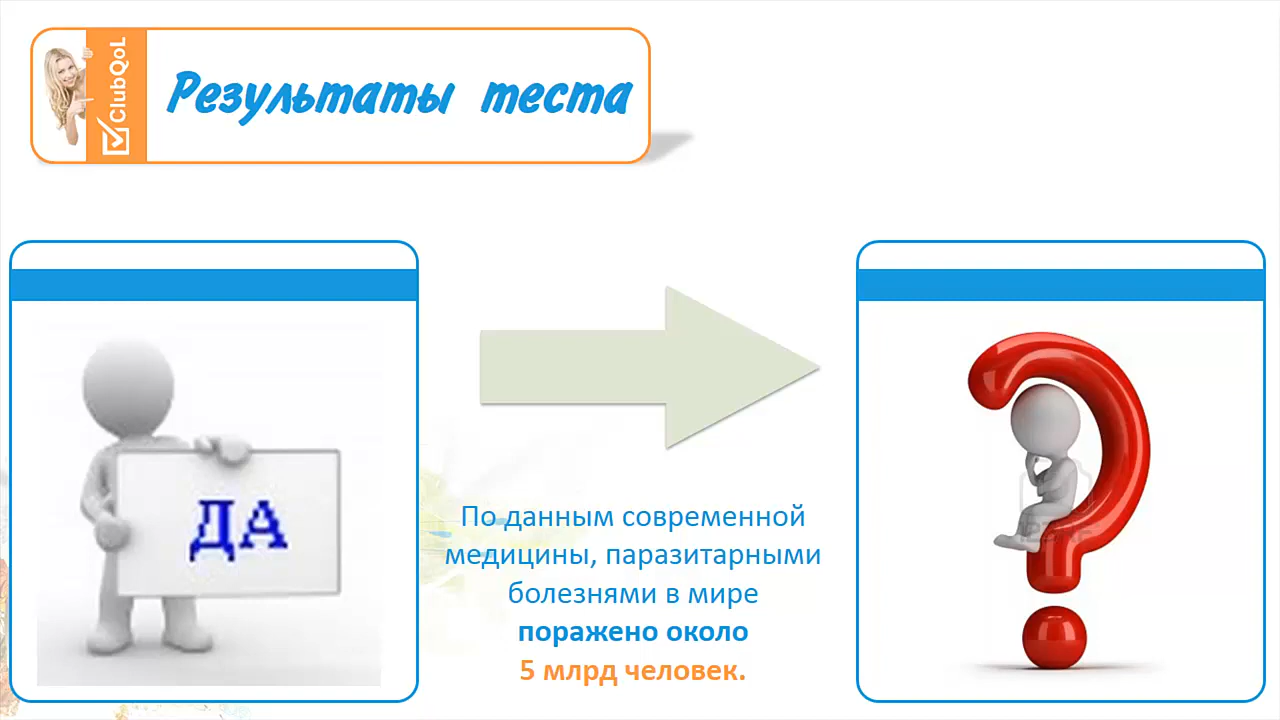 ClubQoL
Результаты теста
ДА
По данным современной
медицины, паразитарными
болезнями в мире
поражено около
5 млрд человек.